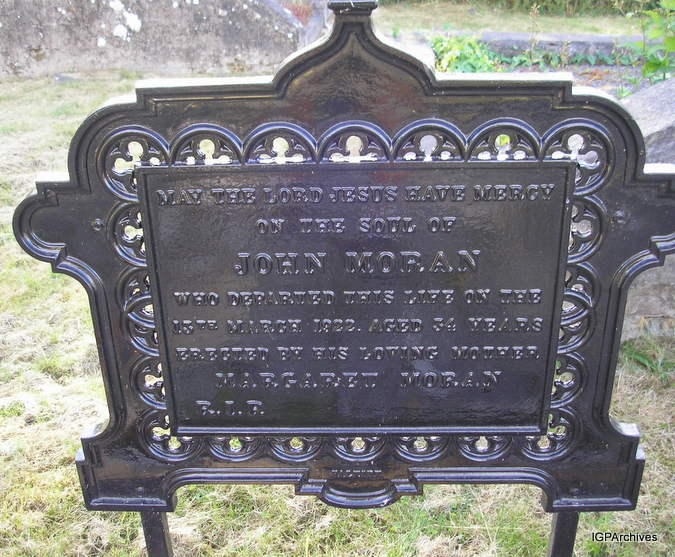 MAY THE LORD JESUS HAVE MERCY
ON THE SOUL OF
JOHN MORAN
WHO DEPARTED THIS LIFE ON THE
13TH MARCH 1922. AGED 34 YEARS
ERECTED BY HIS LOVING MOTHER
MARGARET MORAN
R.I.P.
IGPArchives